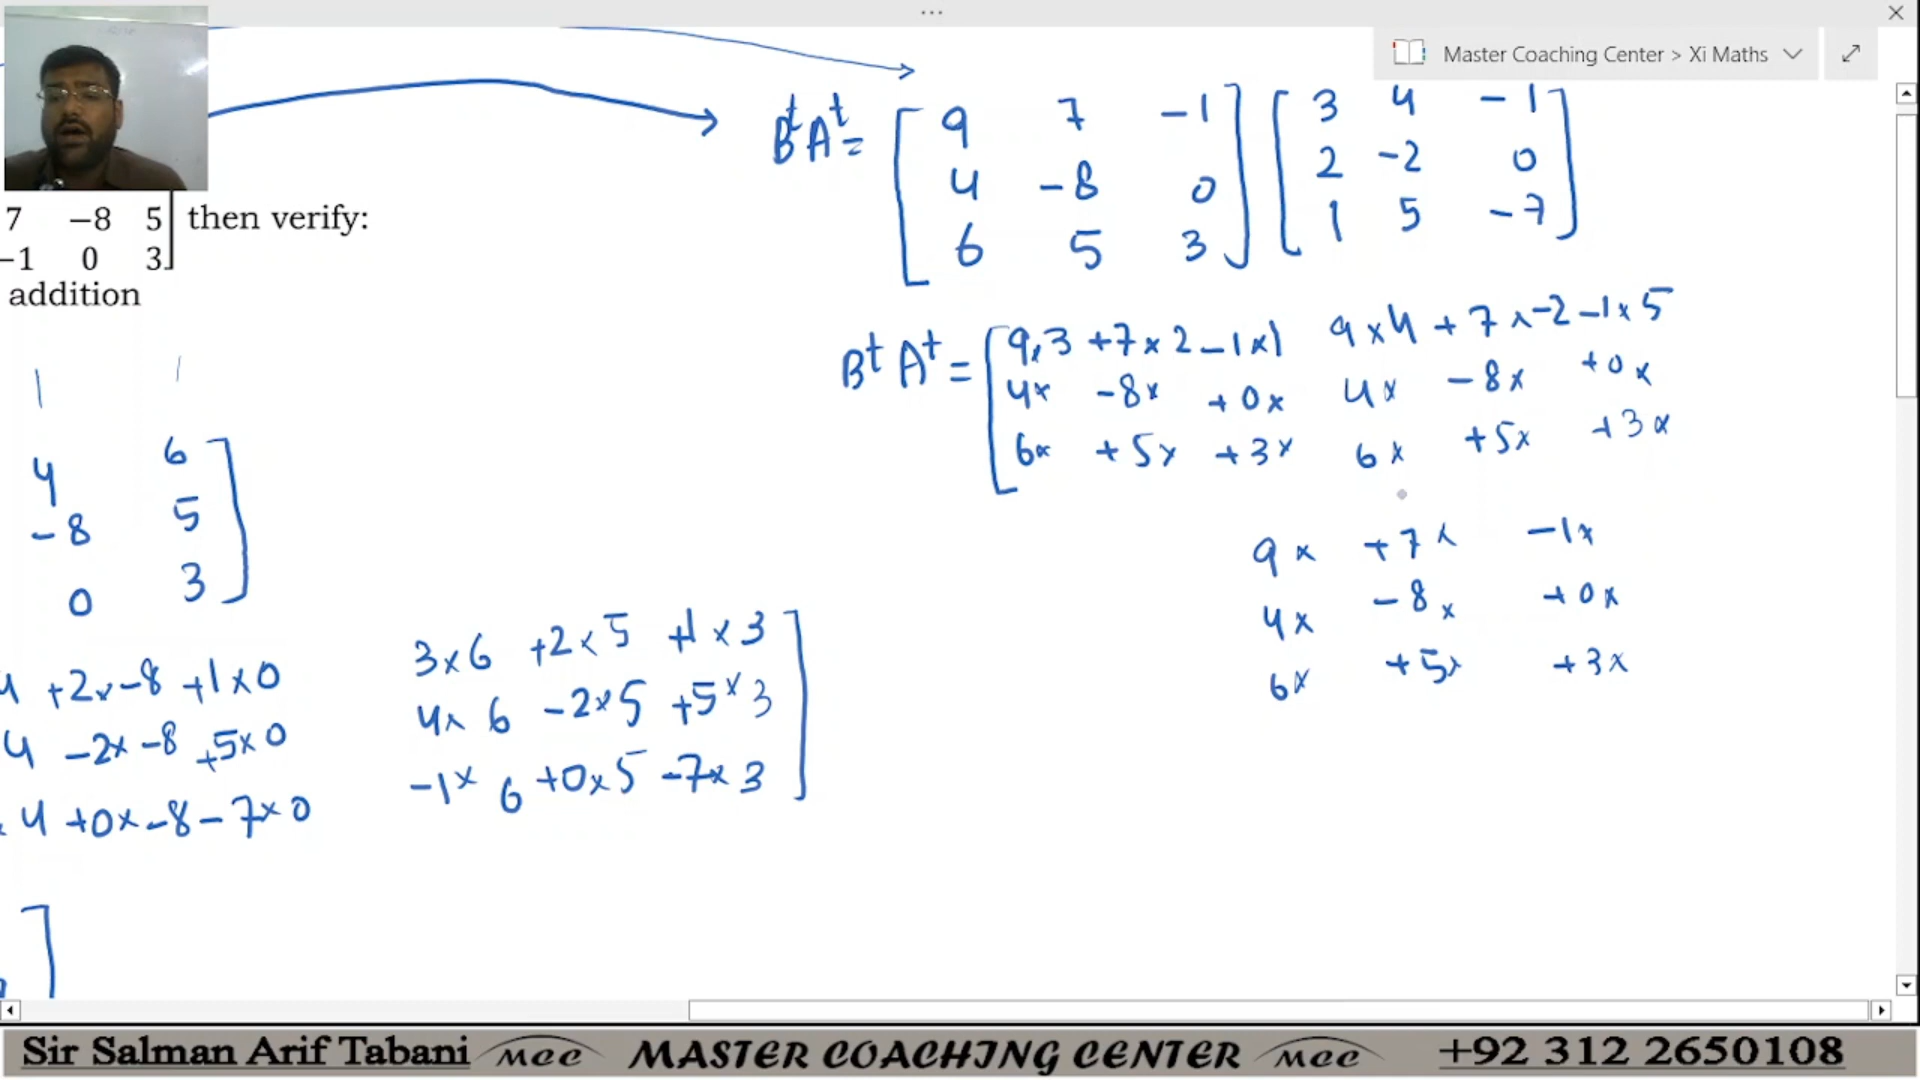 Master Coaching Center > Xi Maths
BᵗAᵗ = [ 9 7 -1 ] [ 3 4 -1 ]
4 -8 0 2 -2 0
6 5 3 1 5 -7
7 −8 5] then verify:
−1 0 3]
addition
BᵗAᵗ = [ 9×3 +7×2 -1×1 9×4 +7×-2 -1×5
4× -8× +0× 4× -8× +0×
6× +5× +3× 6× +5× +3×
9× +7× -1×
4× -8× +0×
6× +5× +3×
4 6 ]
-8 5
0 3
4 +2×-8 +1×0 3×6 +2×5 +1×3 ]
4 -2×-8 +5×0 4×6 -2×5 +5×3
×4 +0×-8 -7×0 -1×6 +0×5 -7×3
]
Sir Salman Arif Tabani MCC MASTER COACHING CENTER MCC +92 312 2650108